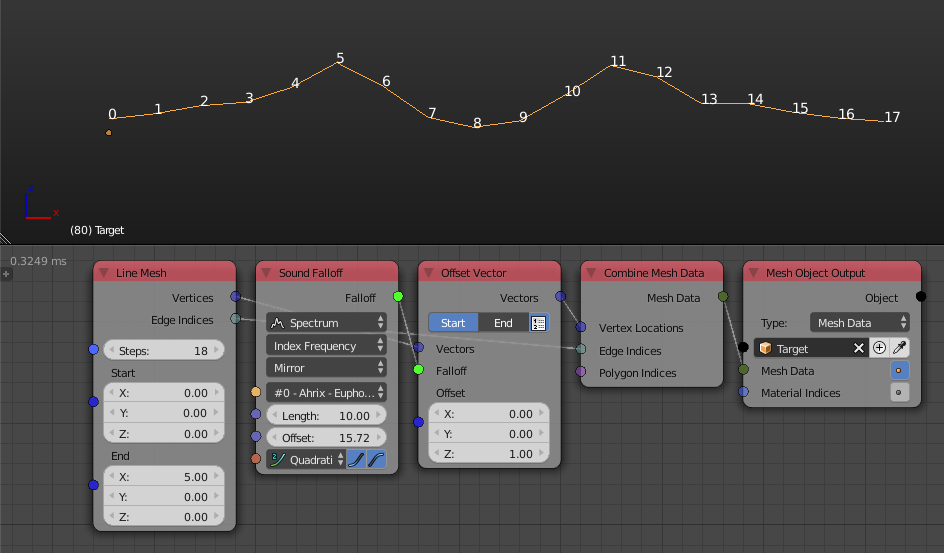 0 1 2 3 4 5 6 7 8 9 10 11 12 13 14 15 16 17
x
(80) Target
0.3249 ms
Line Mesh
Vertices
Edge Indices
Steps: 18
Start
X: 0.00
Y: 0.00
Z: 0.00
End
X: 5.00
Y: 0.00
Z: 0.00
Sound Falloff
Falloff
Spectrum
Index Frequency
Mirror
#0 - Ahrix - Eupho...
Length: 10.00
Offset: 15.72
2
Quadrati
Offset Vector
Vectors
Start End
Vectors
Falloff
Offset
X: 0.00
Y: 0.00
Z: 1.00
Combine Mesh Data
Mesh Data
Vertex Locations
Edge Indices
Polygon Indices
Mesh Object Output
Object
Type: Mesh Data
Target
Mesh Data
Material Indices